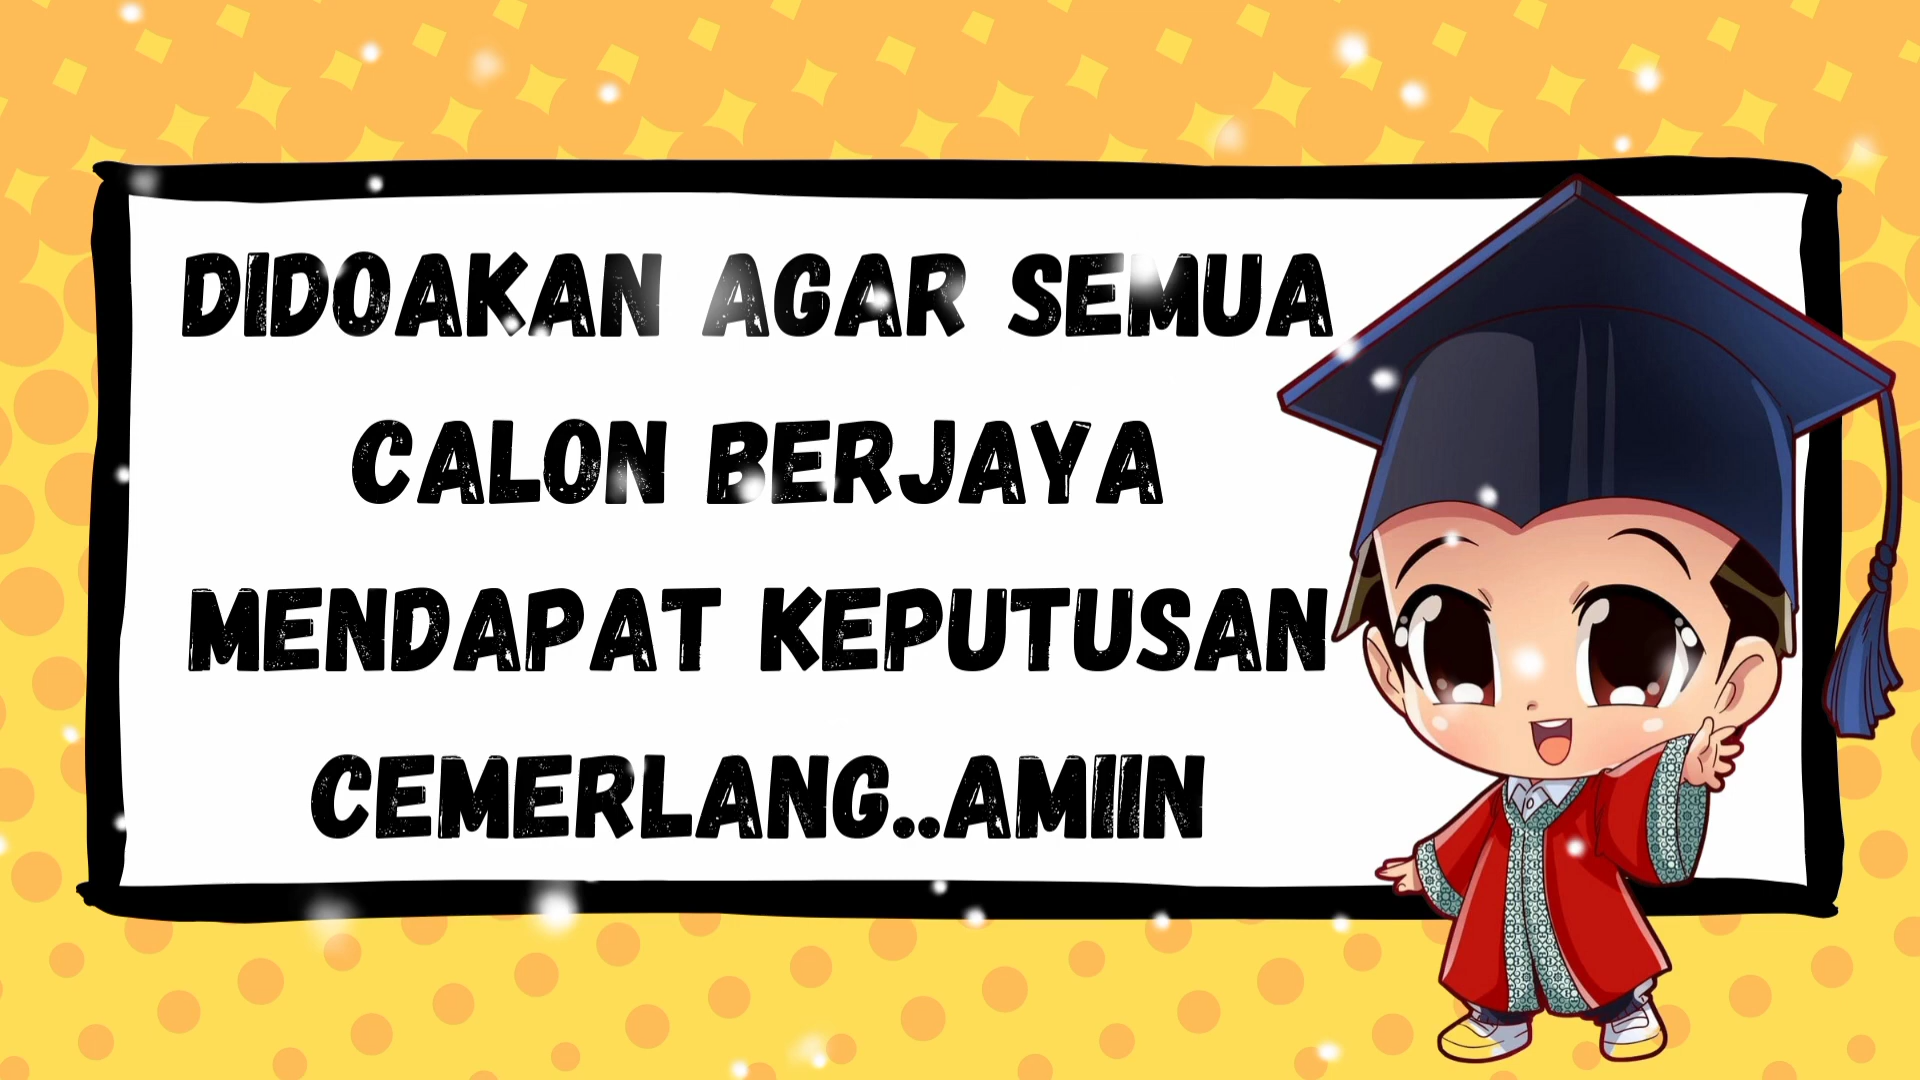 DIDOAKAN AGAR SEMUA
CALON BERJAYA
MENDAPAT KEPUTUSAN
CEMERLANG..AMIIN